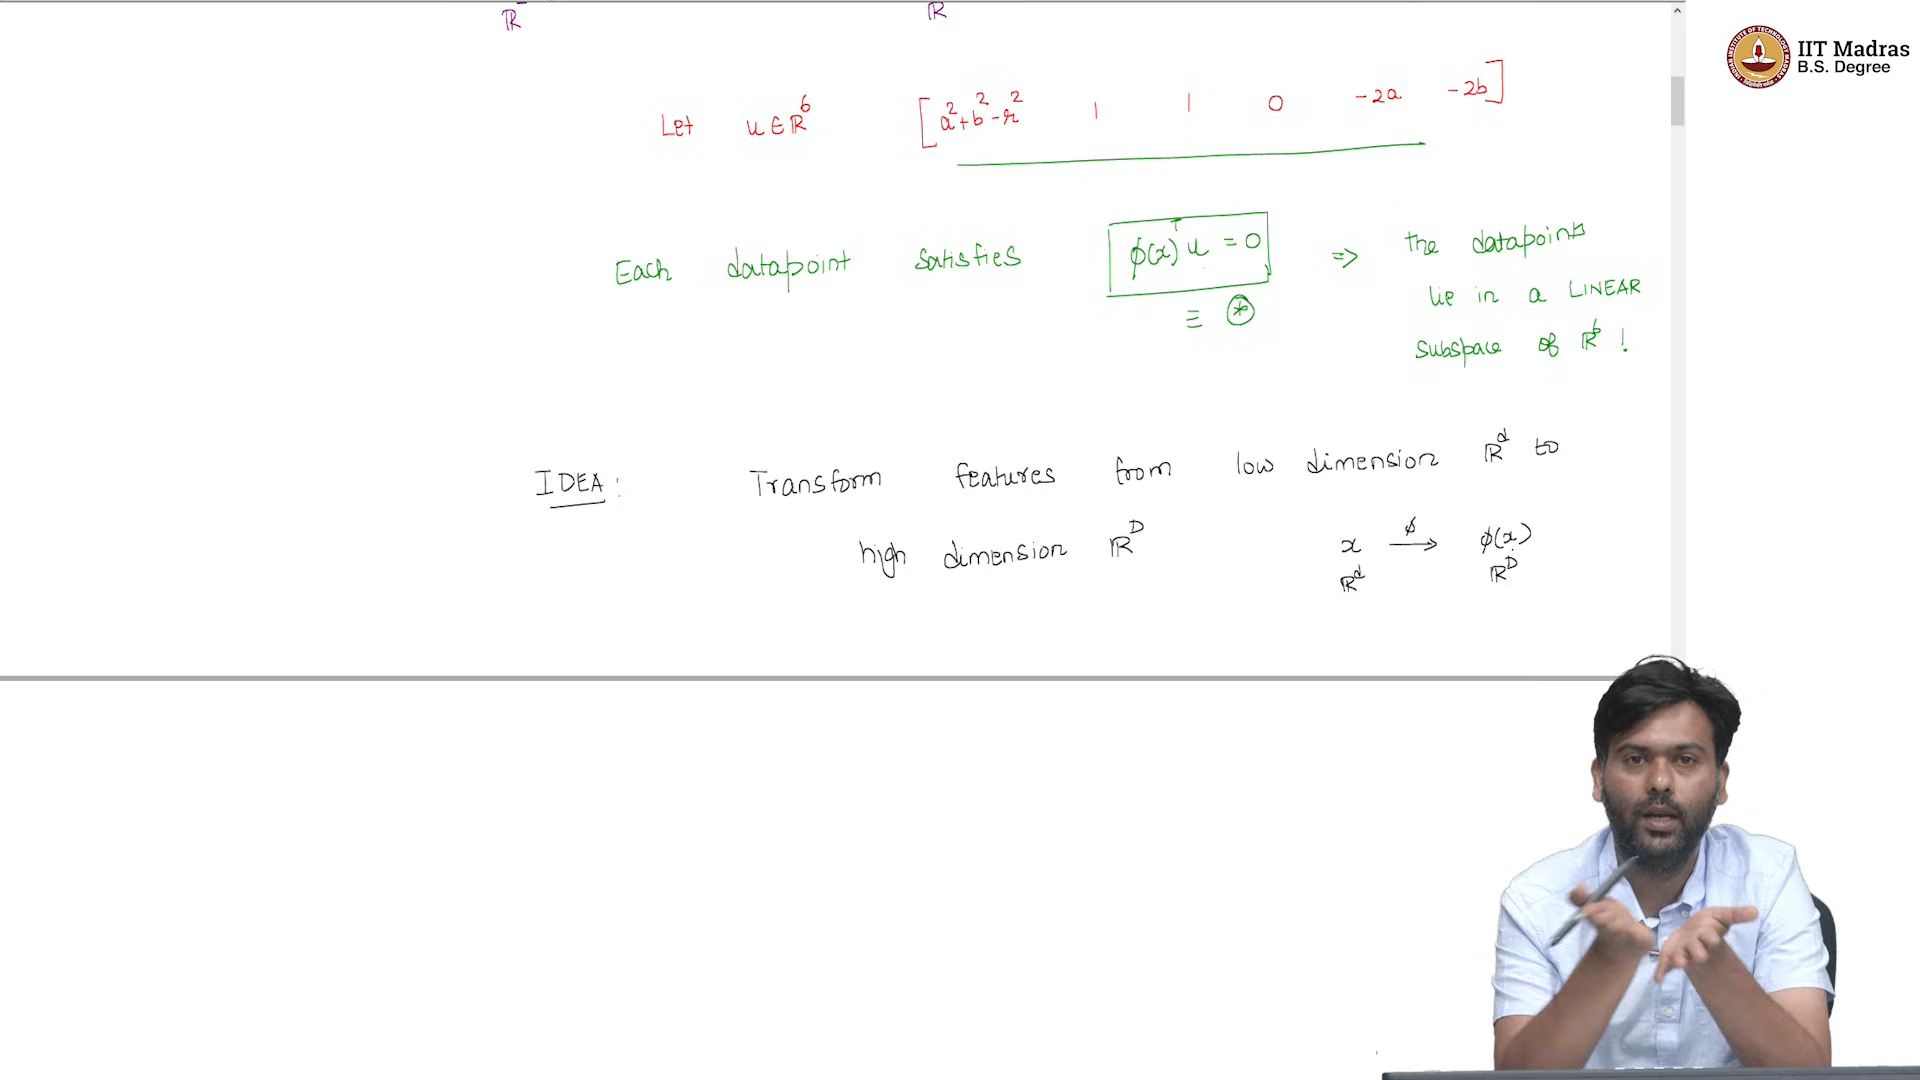 ℝ ℝ
IIT Madras
B.S. Degree
Let u ∈ ℝ⁶ [a²+b²-r² 1 1 0 -2a -2b]
Each datapoint satisfies ϕ(x)ᵀu = 0 ⇒ the datapoints
≡ ⊛ lie in a LINEAR
subspace of ℝ⁶ !
IDEA: Transform features from low dimension ℝᵈ to
high dimension ℝᴰ x ϕ→ ϕ(x)
ℝᵈ ℝᴰ